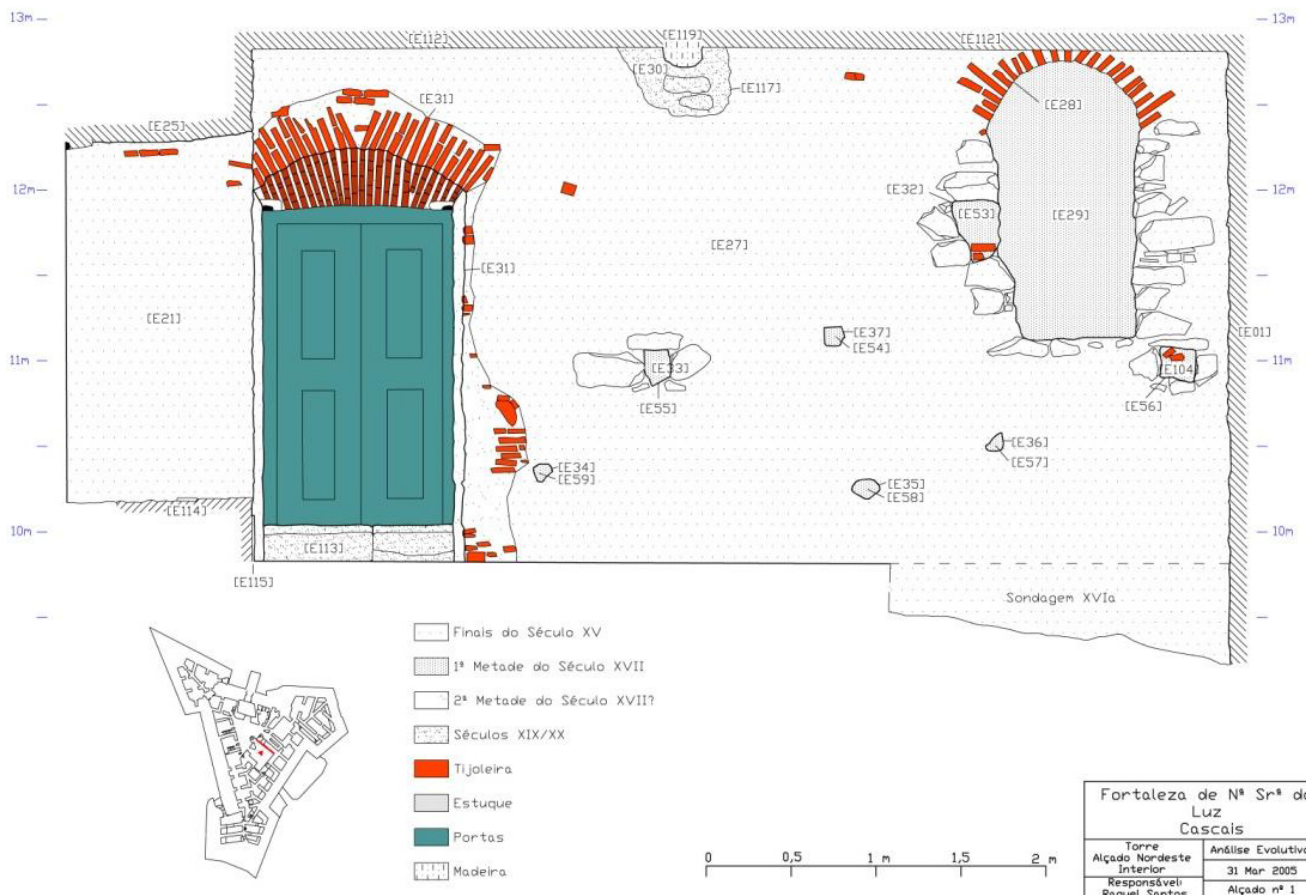 13m
13m
[E112]
[E119]
[E112]
[E30]
[E117]
[E31]
[E28]
[E25]
12m
12m
[E32]
[E53]
[E29]
[E27]
[E31]
[E21]
[E37]
[E54]
[E01]
11m
11m
[E33]
[E104]
[E55]
[E56]
[E36]
[E57]
[E34]
[E59]
[E35]
[E58]
[E114]
10m
10m
[E113]
[E115]
Sondagem XVIa
Finais do Século XV
1ª Metade do Século XVII
2ª Metade do Século XVII?
Séculos XIX/XX
Tijoleira
Estuque
Portas
Madeira
0 0,5 1 m 1,5 2 m
Fortaleza de Nª Srª da
Luz
Cascais
Torre
Alçado Nordeste
Interior
Análise Evolutiva
31 Mar 2005
Responsável:
Raquel Santos
Alçado nº 1